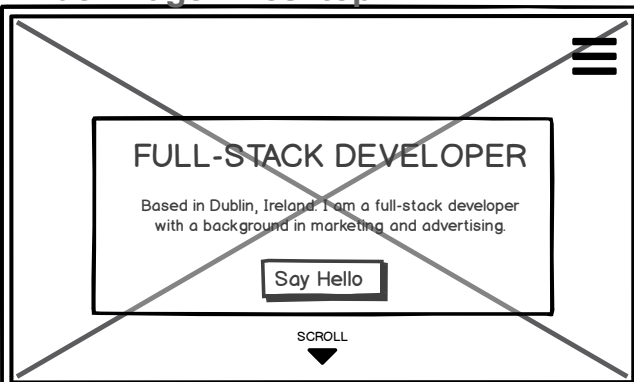 FULL-STACK DEVELOPER
Based in Dublin, Ireland. I am a full-stack developer
with a background in marketing and advertising.
Say Hello
SCROLL